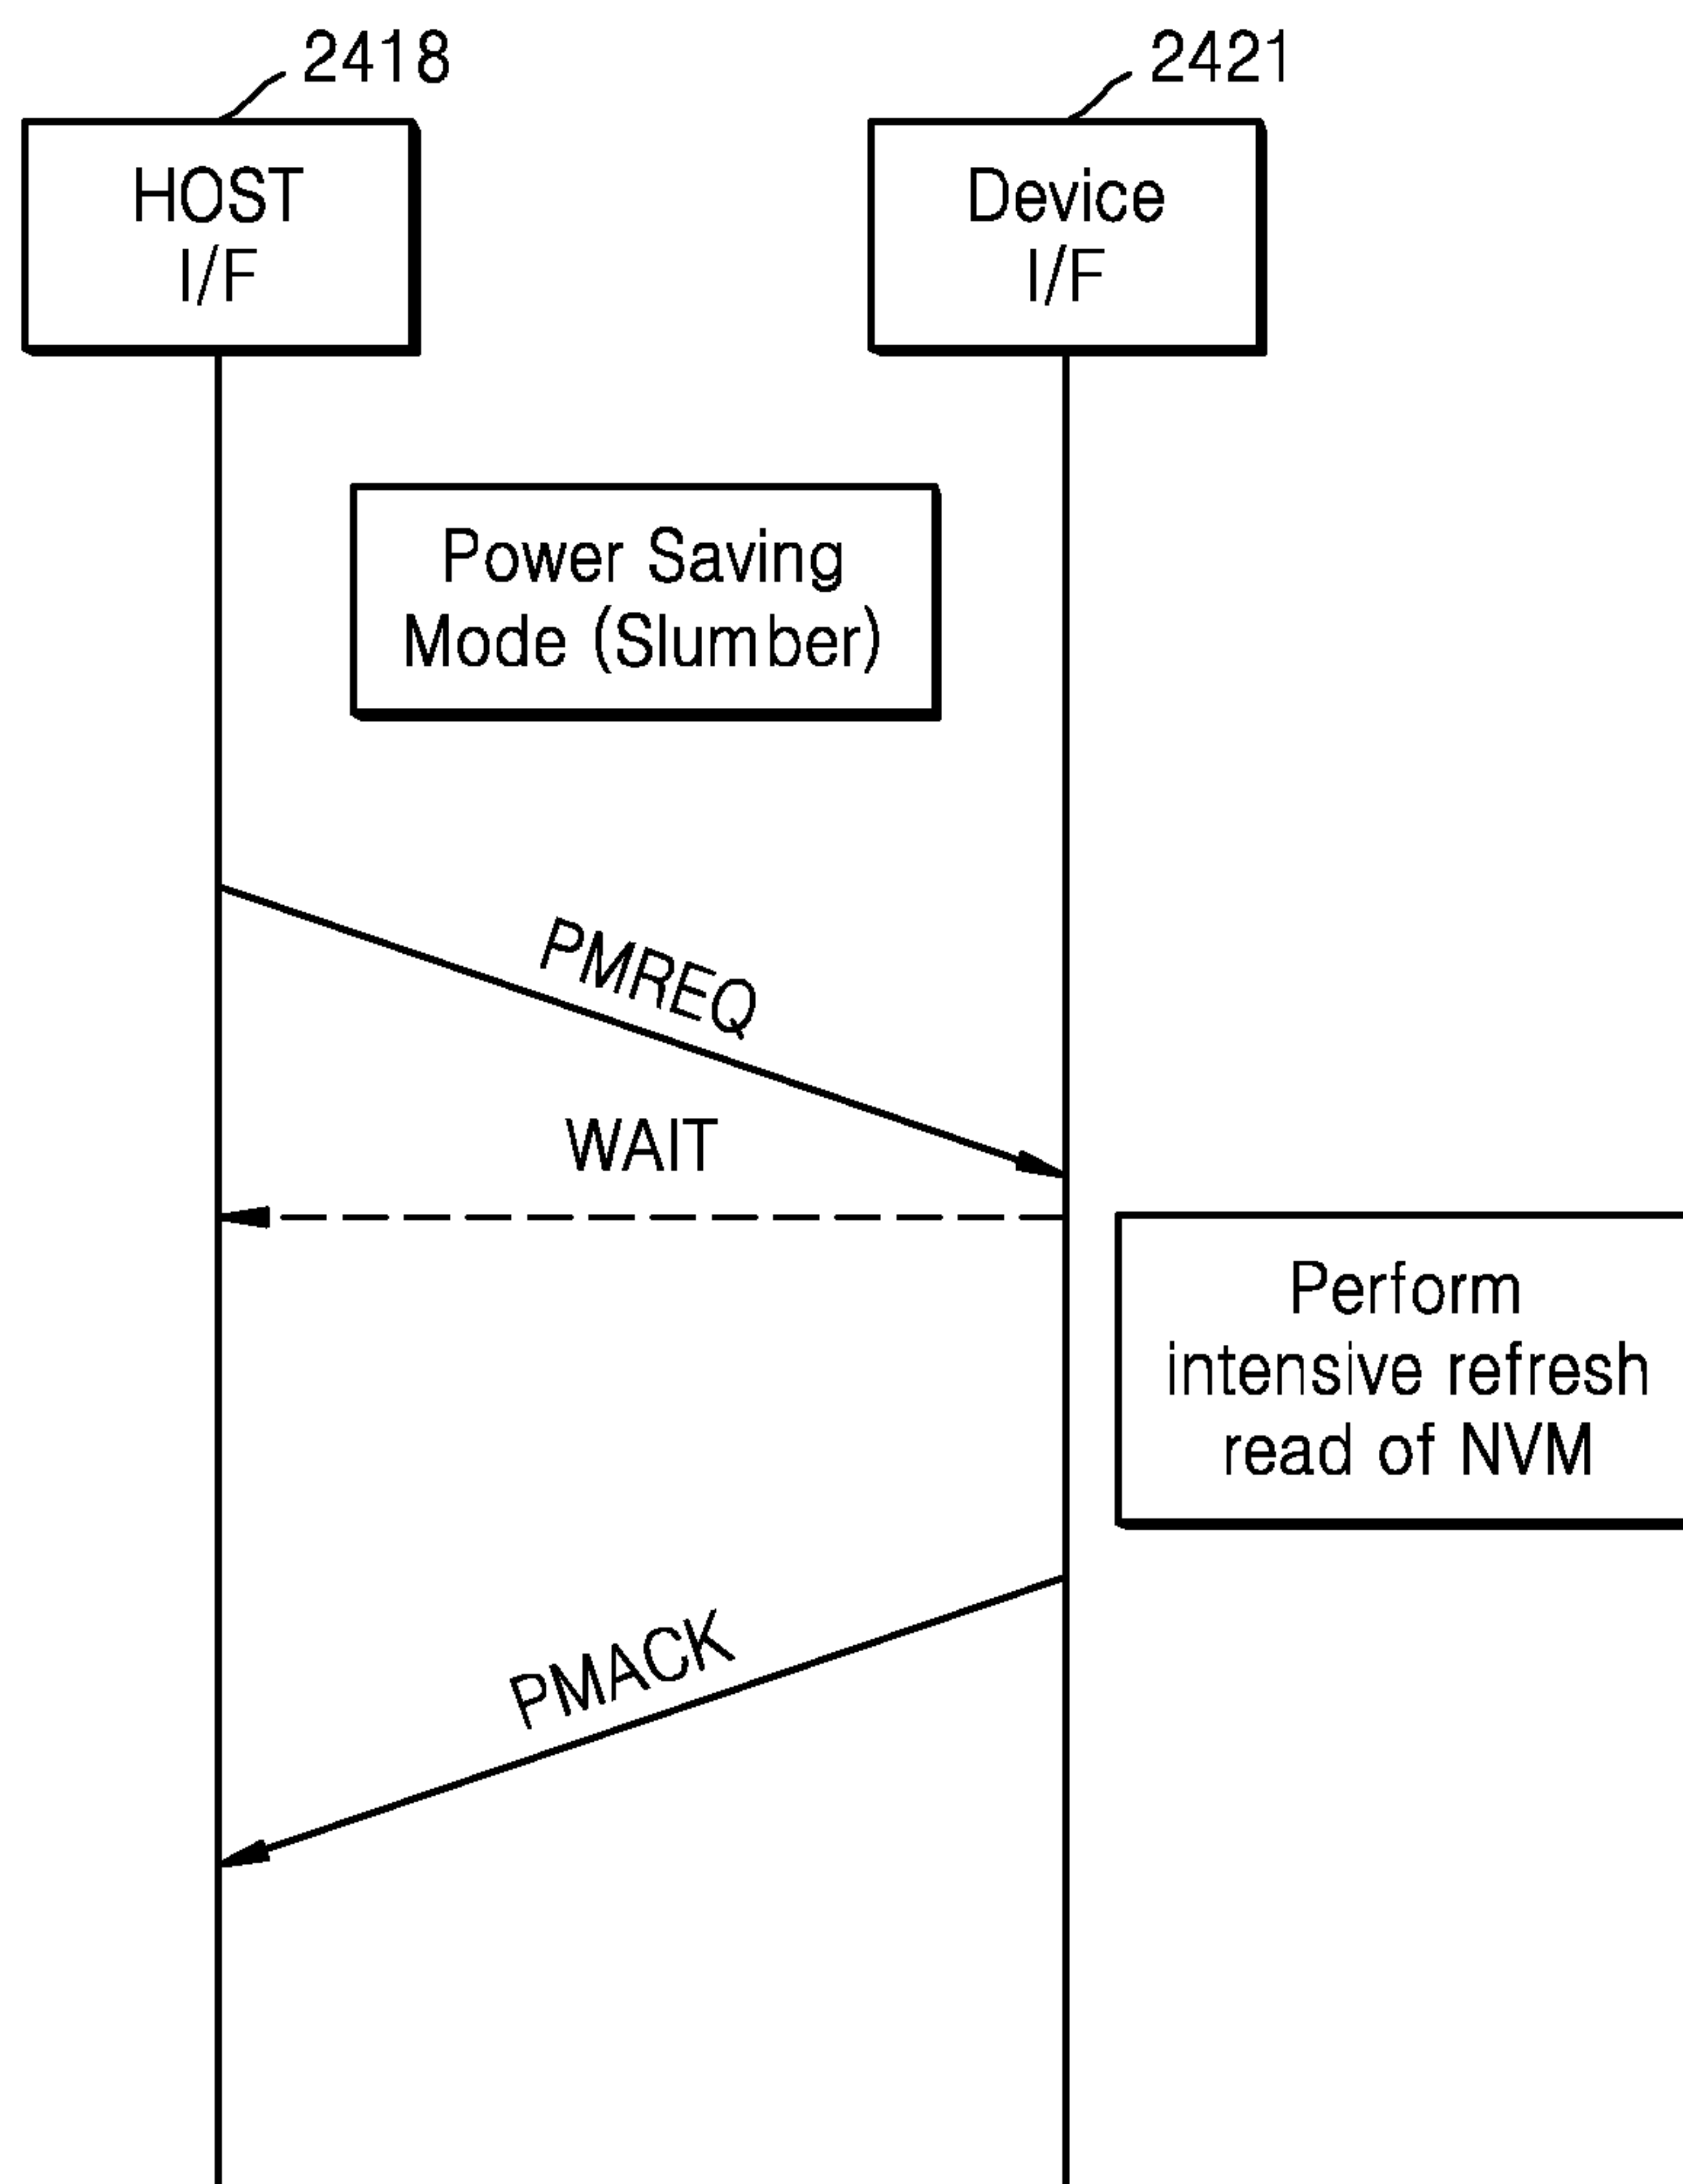 2418
2421
HOST
I/F
Device
I/F
Power Saving
Mode (Slumber)
PMREQ
WAIT
Perform
intensive refresh
read of NVM
PMACK